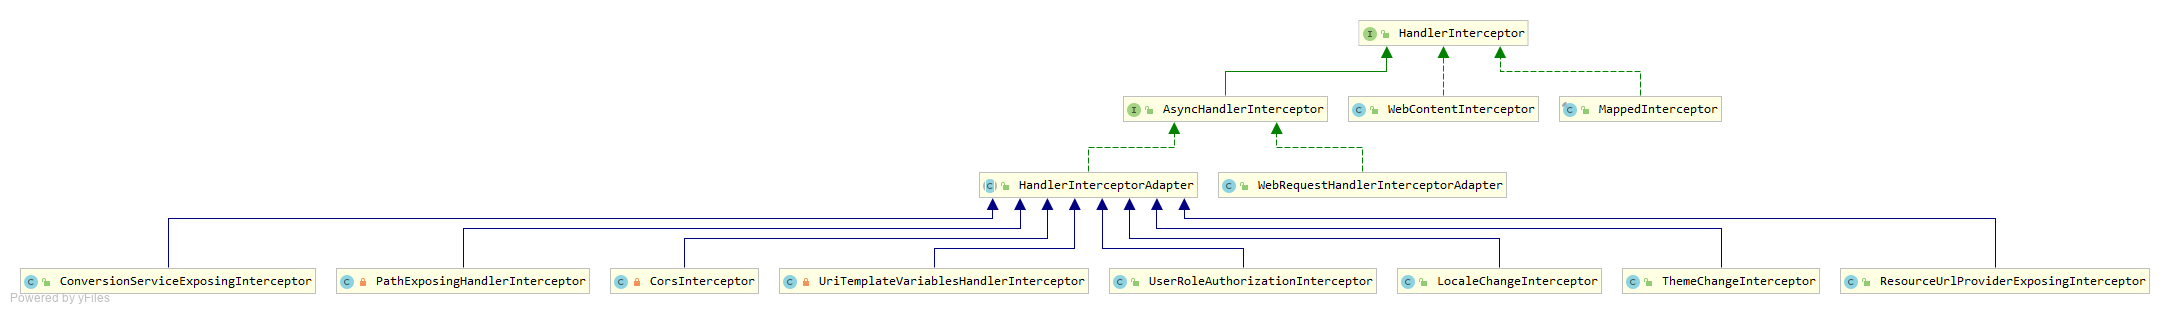 HandlerInterceptor
AsyncHandlerInterceptor
WebContentInterceptor
MappedInterceptor
HandlerInterceptorAdapter
WebRequestHandlerInterceptorAdapter
ConversionServiceExposingInterceptor
PathExposingHandlerInterceptor
CorsInterceptor
UriTemplateVariablesHandlerInterceptor
UserRoleAuthorizationInterceptor
LocaleChangeInterceptor
ThemeChangeInterceptor
ResourceUrlProviderExposingInterceptor
Powered by yFiles